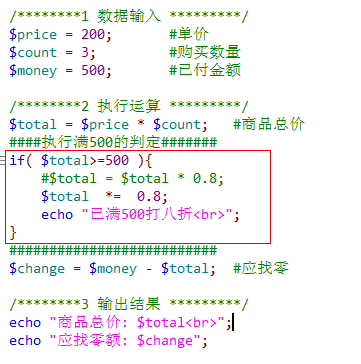 /********1 数据输入 *********/
$price = 200;       #单价
$count = 3;         #购买数量
$money = 500;       #已付金额
/********2 执行运算 *********/
$total = $price * $count;   #商品总价
####执行满500的判定#######
if( $total>=500 ){
    #$total = $total * 0.8;
    $total  *=  0.8;
    echo "已满500打八折<br>";
}
##########################
$change = $money - $total;  #应找零
/********3 输出结果 *********/
echo "商品总价: $total<br>";
echo "应找零额: $change";